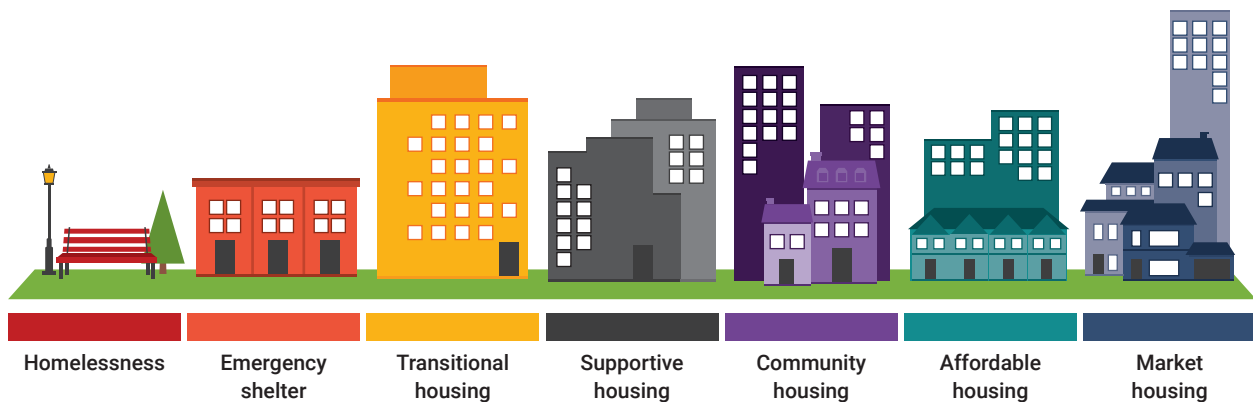 Homelessness
Emergency
shelter
Transitional
housing
Supportive
housing
Community
housing
Affordable
housing
Market
housing